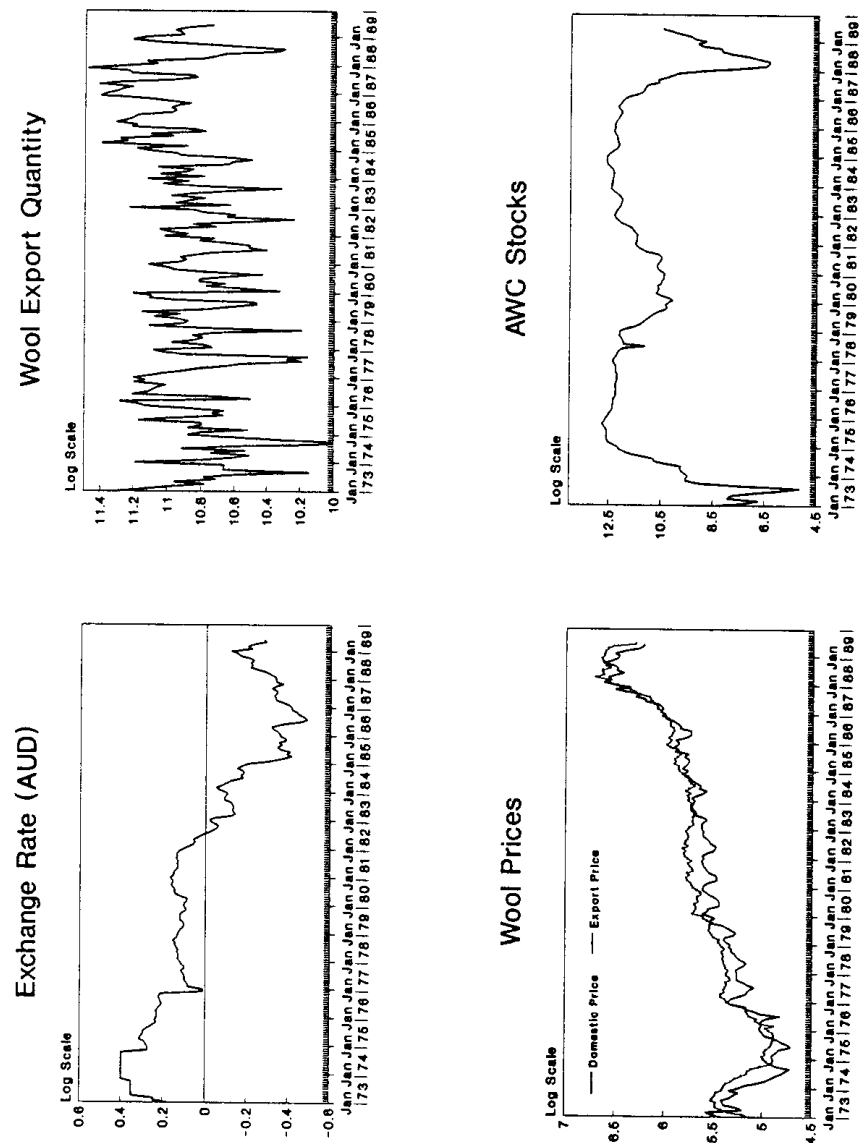 Exchange Rate (AUD)
Log Scale
0.6
0.4
0.2
0
-0.2
-0.4
-0.6
Jan Jan Jan Jan Jan Jan Jan Jan Jan Jan Jan Jan Jan Jan Jan Jan Jan
|73|74|75|76|77|78|79|80|81|82|83|84|85|86|87|88|89|
Wool Export Quantity
Log Scale
11.4
11.2
11
10.8
10.6
10.4
10.2
10
Jan Jan Jan Jan Jan Jan Jan Jan Jan Jan Jan Jan Jan Jan Jan Jan Jan
|73|74|75|76|77|78|79|80|81|82|83|84|85|86|87|88|89|
Wool Prices
Log Scale
7
6.5
6
5.5
5
4.5
Domestic Price
Export Price
Jan Jan Jan Jan Jan Jan Jan Jan Jan Jan Jan Jan Jan Jan Jan Jan Jan
|73|74|75|76|77|78|79|80|81|82|83|84|85|86|87|88|89|
AWC Stocks
Log Scale
12.5
10.5
8.5
6.5
4.5
Jan Jan Jan Jan Jan Jan Jan Jan Jan Jan Jan Jan Jan Jan Jan Jan Jan
|73|74|75|76|77|78|79|80|81|82|83|84|85|86|87|88|89|